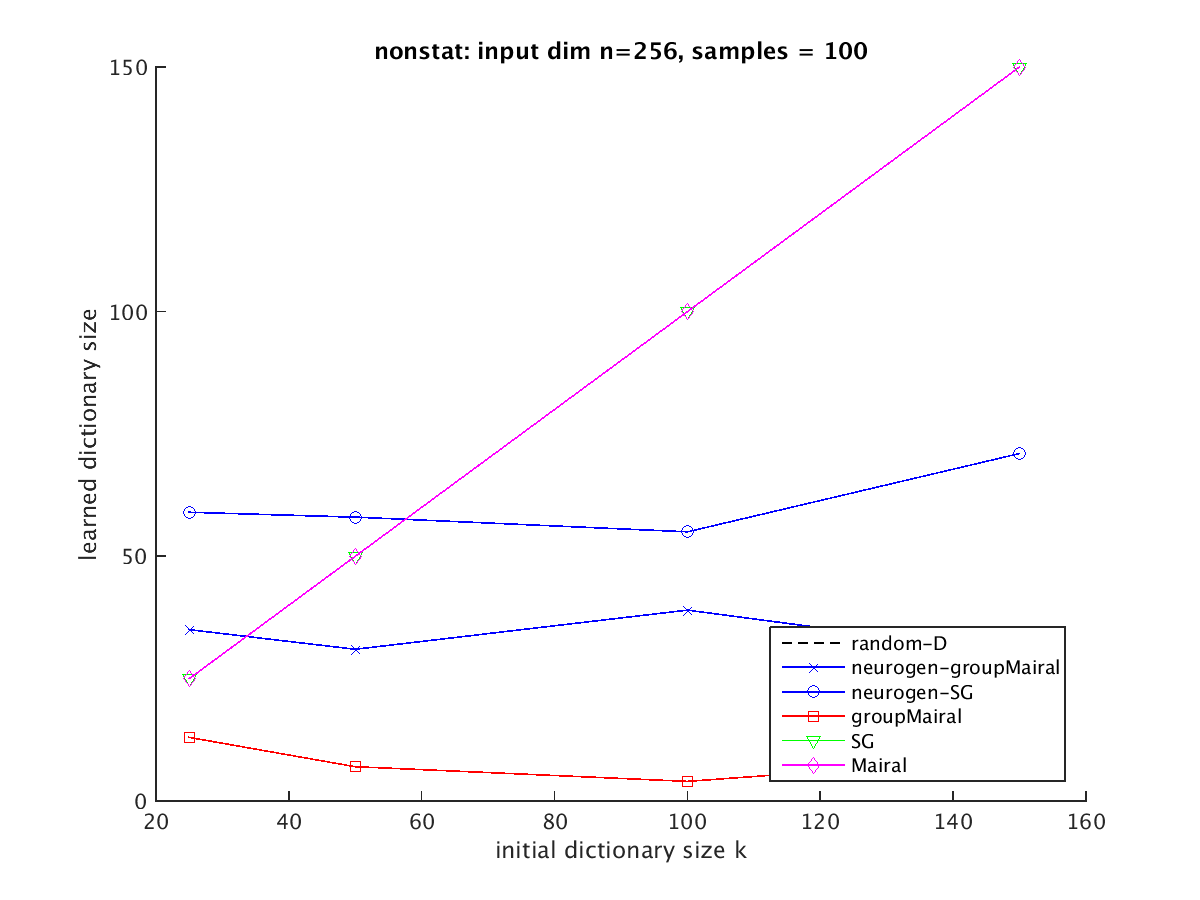 nonstat: input dim n=256, samples = 100
150
100
50
0
learned dictionary size
20 40 60 80 100 120 140 160
initial dictionary size k
random-D
neurogen-groupMairal
neurogen-SG
groupMairal
SG
Mairal